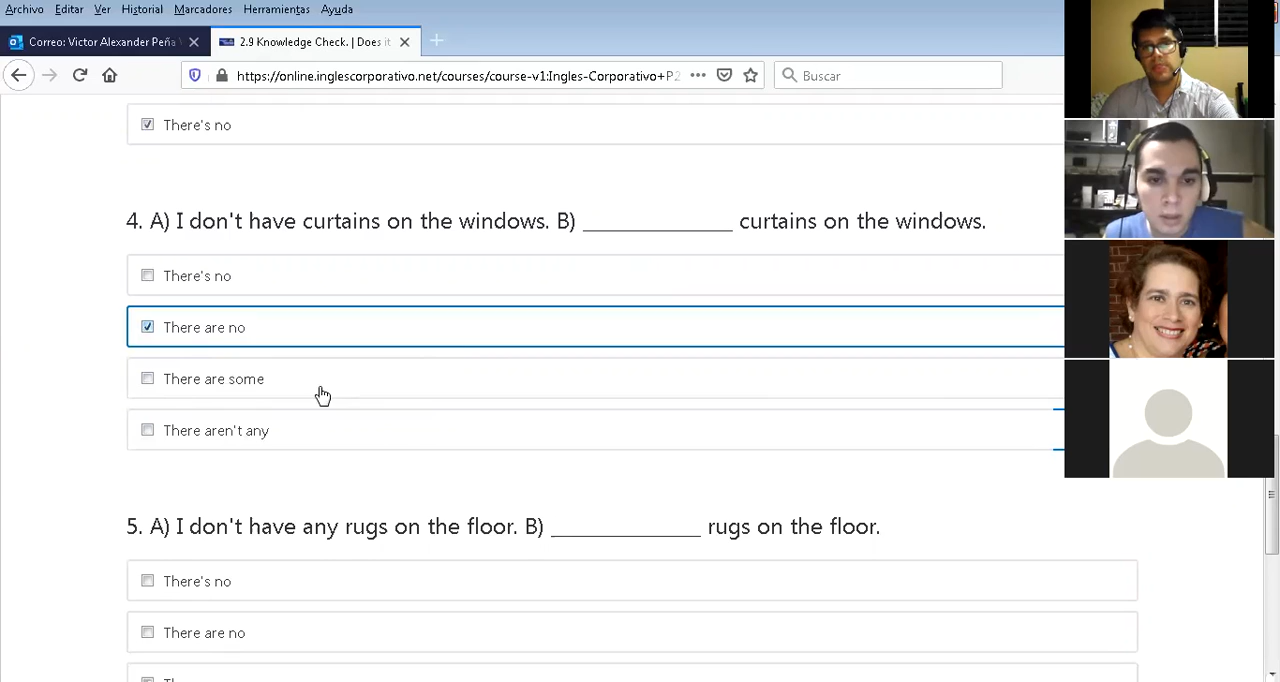 Archivo Editar Ver Historial Marcadores Herramientas Ayuda
Correo: Victor Alexander Peña
2.9 Knowledge Check. | Does it
https://online.inglescorporativo.net/courses/course-v1:Ingles-Corporativo+P2
Buscar
There's no
4. A) I don't have curtains on the windows. B) _____________ curtains on the windows.
There's no
There are no
There are some
There aren't any
5. A) I don't have any rugs on the floor. B) _____________ rugs on the floor.
There's no
There are no